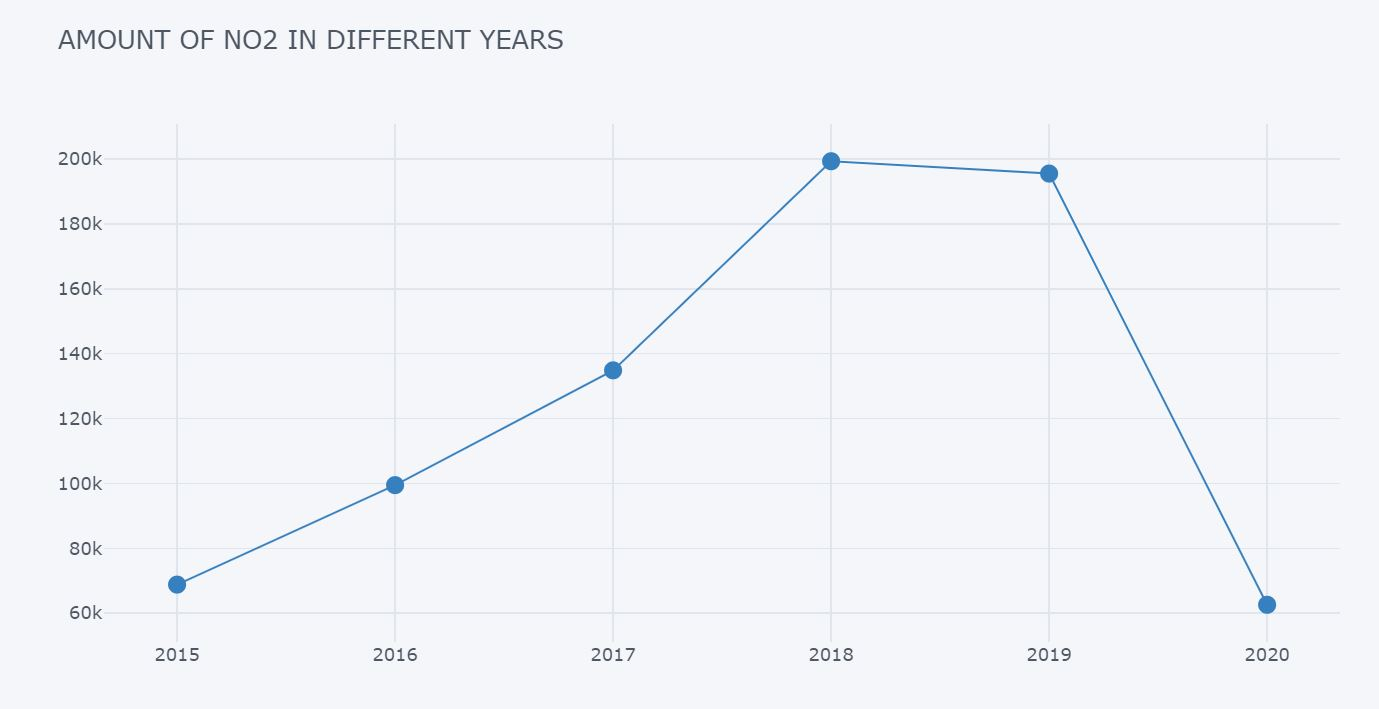 AMOUNT OF NO2 IN DIFFERENT YEARS
200k
180k
160k
140k
120k
100k
80k
60k
2015 2016 2017 2018 2019 2020